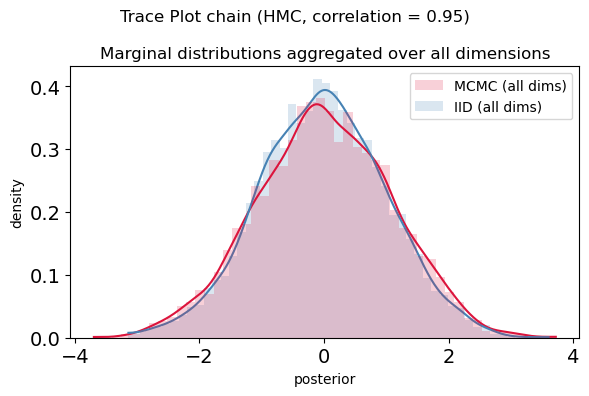 Trace Plot chain (HMC, correlation = 0.95)
Marginal distributions aggregated over all dimensions
MCMC (all dims)
IID (all dims)
density
0.4
0.3
0.2
0.1
0.0
−4
−2
0
2
4
posterior